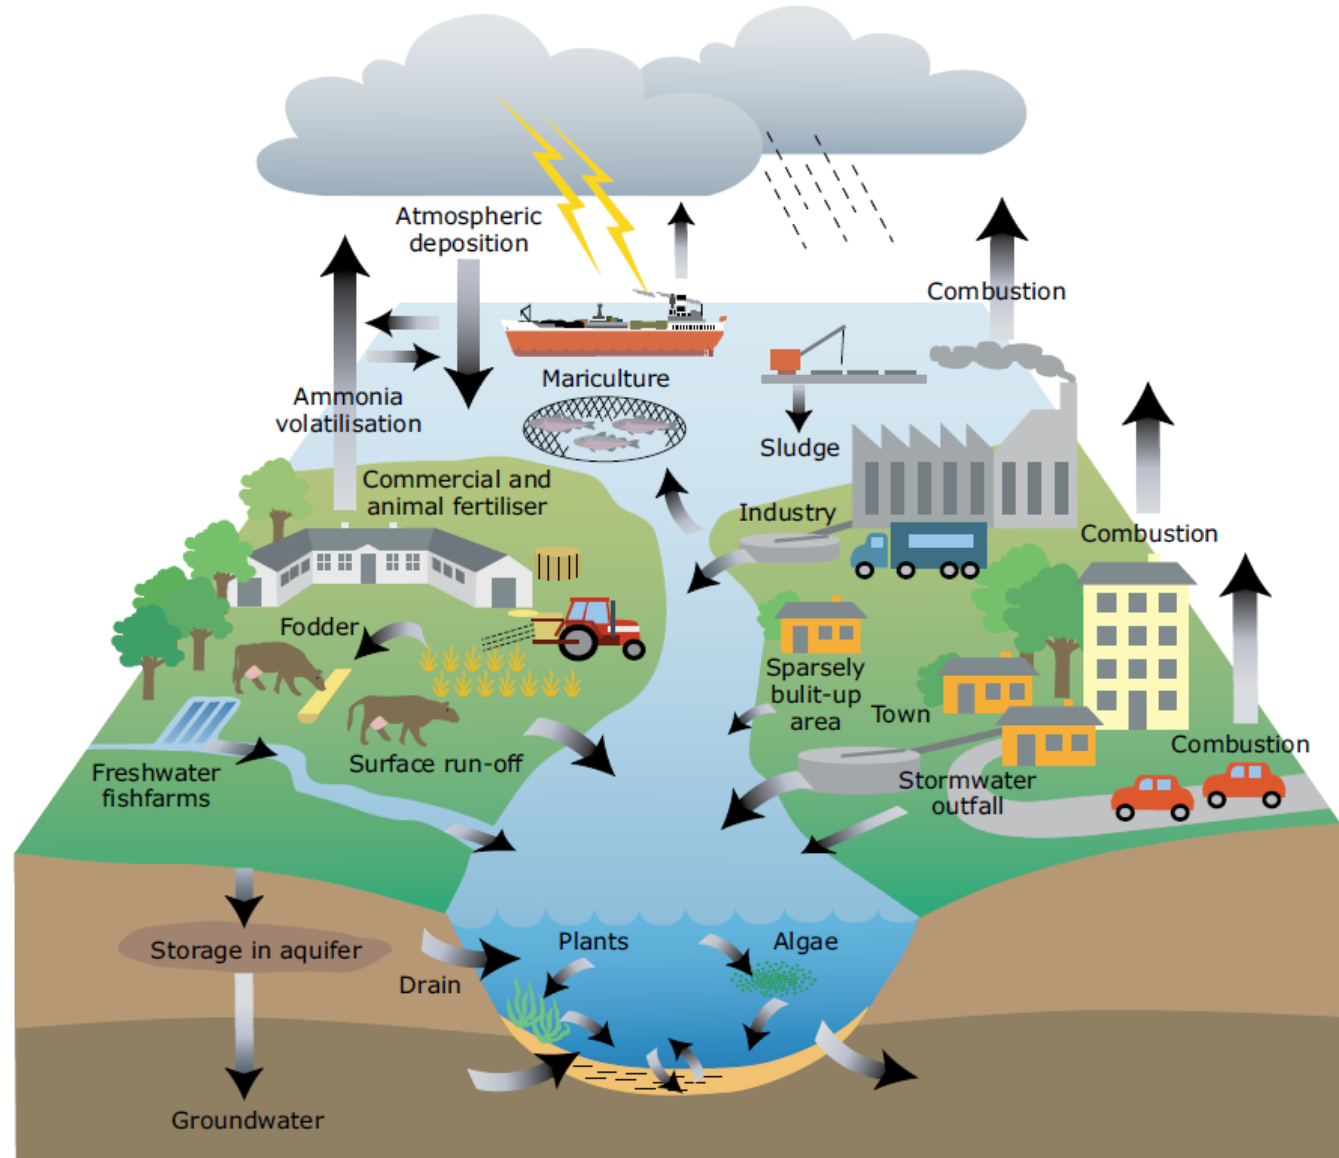 Atmospheric
deposition
Combustion
Mariculture
Ammonia
volatilisation
Sludge
Commercial and
animal fertiliser
Industry
Combustion
Fodder
Sparsely
bulit-up
area
Town
Combustion
Surface run-off
Freshwater
fishfarms
Stormwater
outfall
Storage in aquifer
Plants
Algae
Drain
Groundwater